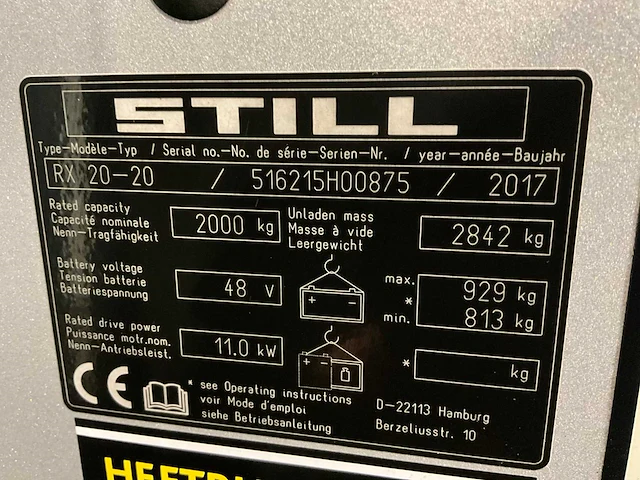 STILL
Type-Modèle-Typ / Serial no.-No. de série-Serien-Nr. / year-année-Baujahr
RX 20-20 / 516215H00875 / 2017
Rated capacity
Capacité nominale
Nenn-Tragfähigkeit
2000 kg
Unladen mass
Masse à vide
Leergewicht
2842 kg
Battery voltage
Tension batterie
Batteriespannung
48 V
max.
*
min.
929 kg
813 kg
Rated drive power
Puissance motr.nom.
Nenn-Antriebsleist.
11.0 kW
* kg
CE
* see Operating instructions
voir Mode d'emploi
siehe Betriebsanleitung
D-22113 Hamburg
Berzeliusstr. 10